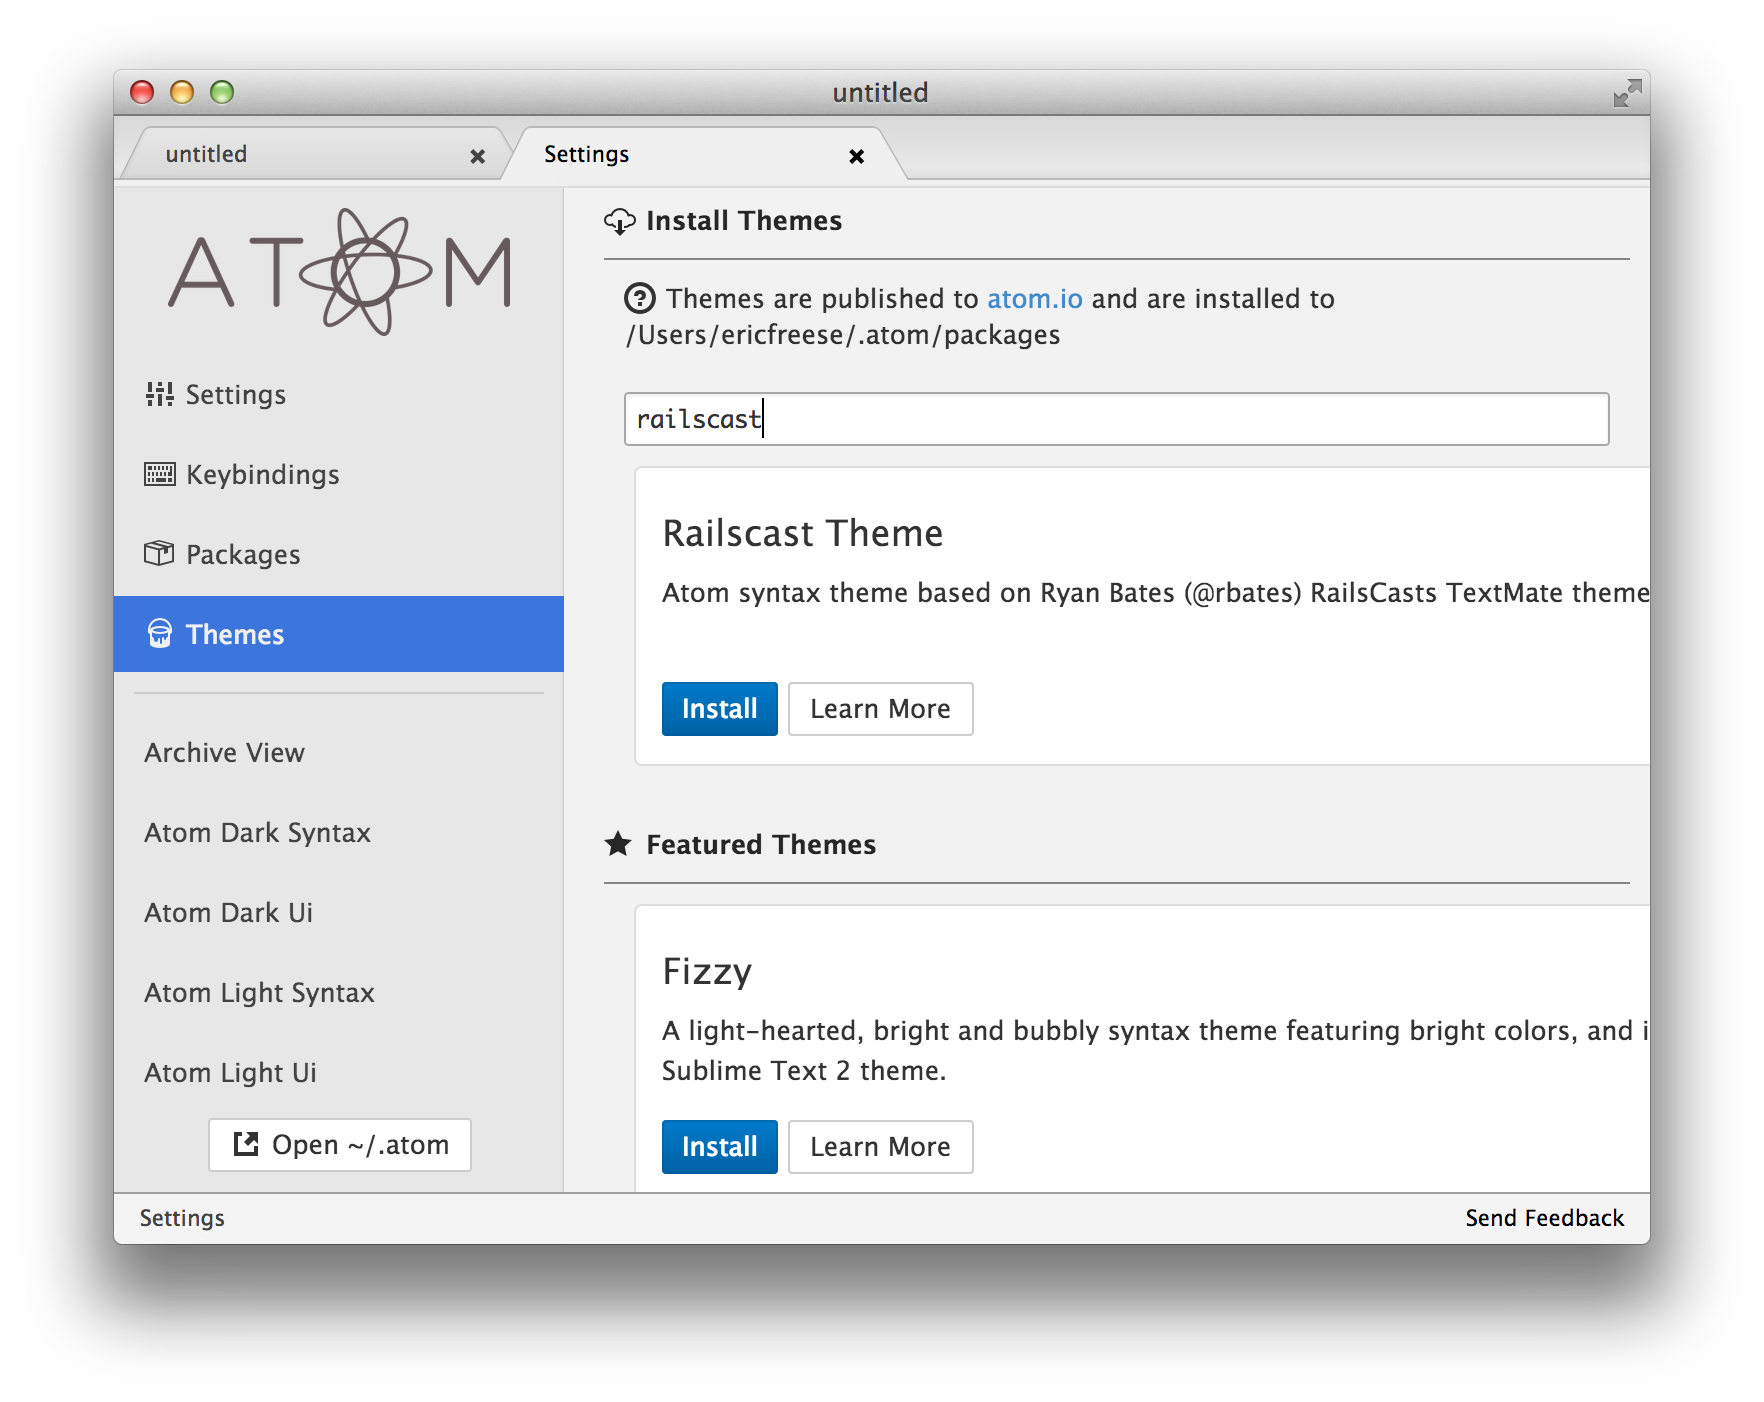 untitled
untitled
Settings
ATOM
Settings
Keybindings
Packages
Themes
Archive View
Atom Dark Syntax
Atom Dark Ui
Atom Light Syntax
Atom Light Ui
Open ~/.atom
Install Themes
Themes are published to atom.io and are installed to
/Users/ericfreese/.atom/packages
railscast
Railscast Theme
Atom syntax theme based on Ryan Bates (@rbates) RailsCasts TextMate theme
Install
Learn More
Featured Themes
Fizzy
A light-hearted, bright and bubbly syntax theme featuring bright colors, and i
Sublime Text 2 theme.
Install
Learn More
Settings
Send Feedback